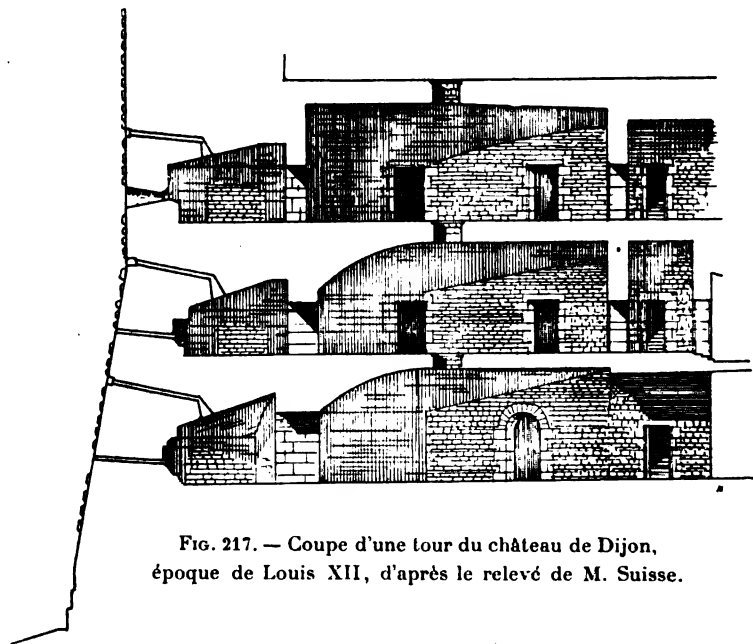 FIG. 217. — Coupe d'une tour du château de Dijon,
époque de Louis XII, d'après le relevé de M. Suisse.